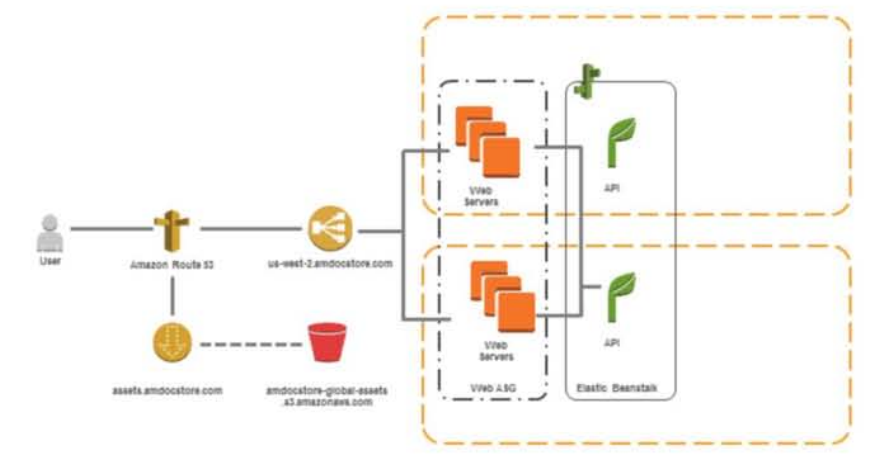 Web
Servers
API
User
Amazon Route 53
us-west-2.amdocstore.com
Web
Servers
API
assets.amdocstore.com
amdocstore-global-assets
.s3.amazonaws.com
Web ASG
Elastic Beanstalk